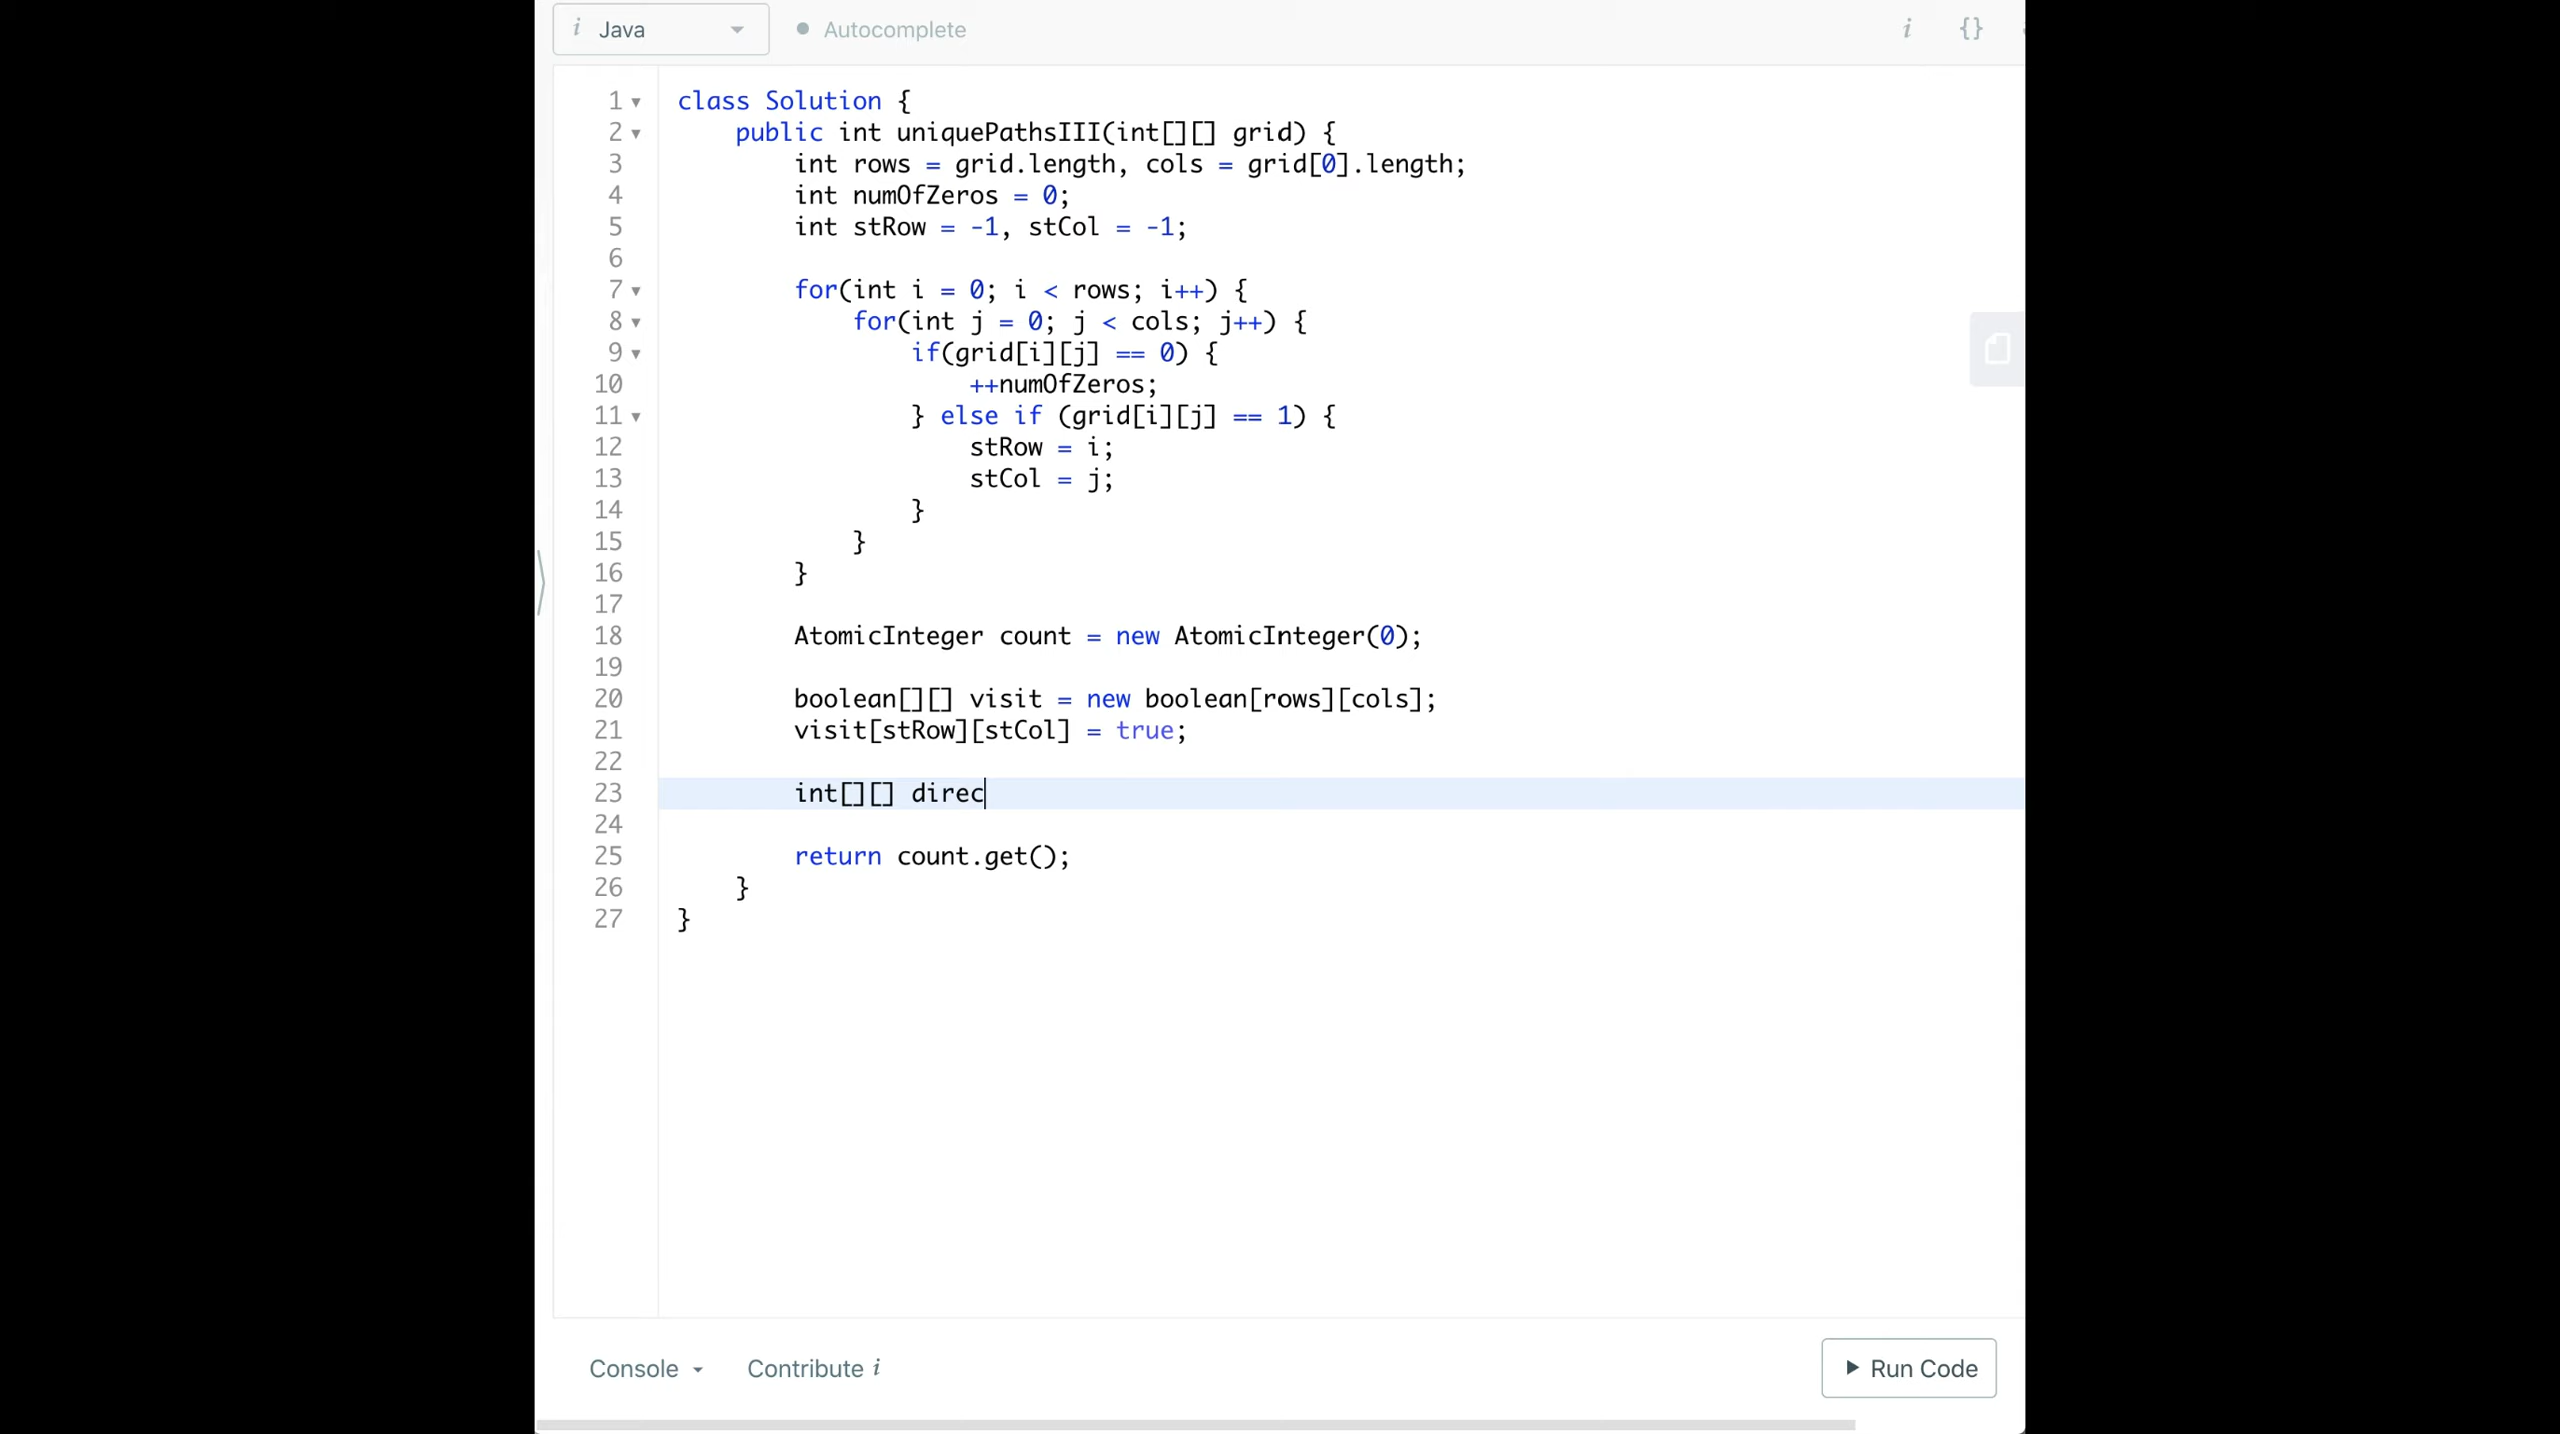 i Java Autocomplete i {}
1 class Solution {
2 public int uniquePathsIII(int[][] grid) {
3 int rows = grid.length, cols = grid[0].length;
4 int numOfZeros = 0;
5 int stRow = -1, stCol = -1;
6
7 for(int i = 0; i < rows; i++) {
8 for(int j = 0; j < cols; j++) {
9 if(grid[i][j] == 0) {
10 ++numOfZeros;
11 } else if (grid[i][j] == 1) {
12 stRow = i;
13 stCol = j;
14 }
15 }
16 }
17
18 AtomicInteger count = new AtomicInteger(0);
19
20 boolean[][] visit = new boolean[rows][cols];
21 visit[stRow][stCol] = true;
22
23 int[][] direc
24
25 return count.get();
26 }
27 }
Console Contribute i Run Code